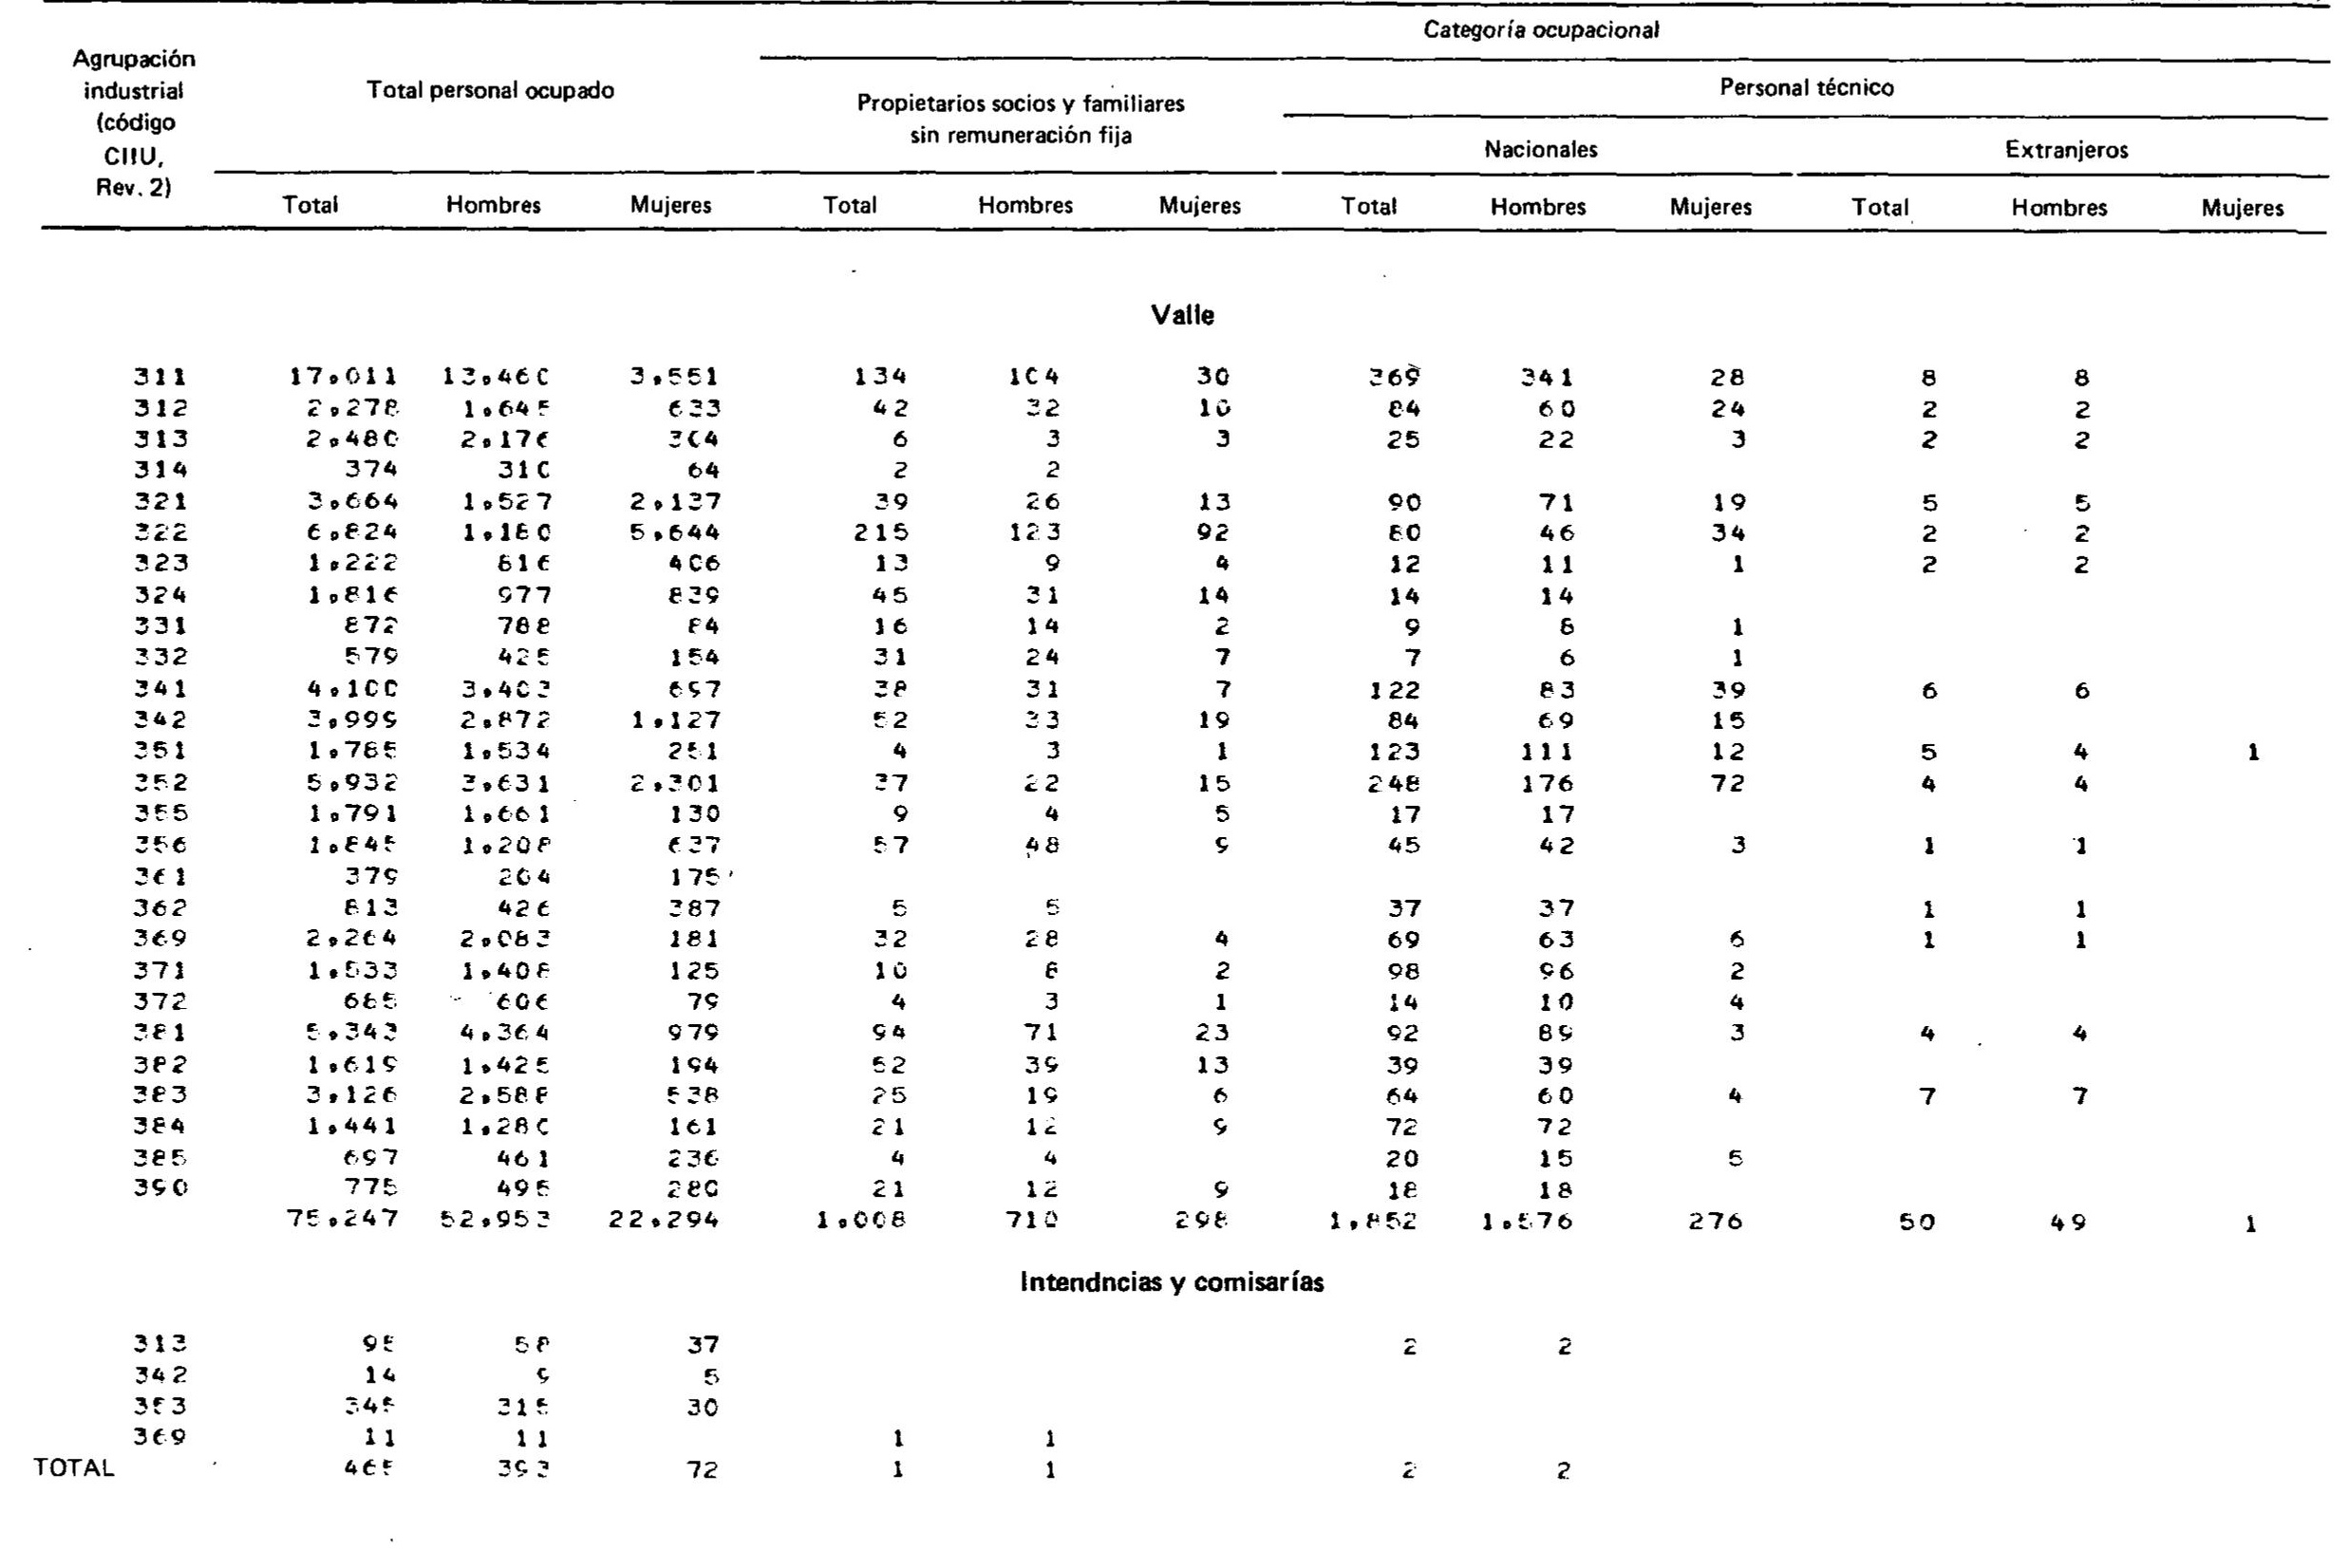 Categoría ocupacional
Agrupación industrial (código CIIU, Rev. 2) Total personal ocupado Propietarios socios y familiares sin remuneración fija Personal técnico
Nacionales Extranjeros
Total Hombres Mujeres Total Hombres Mujeres Total Hombres Mujeres Total Hombres Mujeres
Valle
311 17,011 13,460 3,551 134 104 30 369 341 28 8 8
312 2,278 1,645 633 42 32 10 84 60 24 2 2
313 2,480 2,176 304 6 3 3 25 22 3 2 2
314 374 310 64 2 2
321 3,664 1,527 2,137 39 26 13 90 71 19 5 5
322 6,824 1,180 5,644 215 123 92 80 46 34 2 2
323 1,222 816 406 13 9 4 12 11 1 2 2
324 1,816 977 839 45 31 14 14 14
331 872 788 84 16 14 2 9 8 1
332 579 425 154 31 24 7 7 6 1
341 4,100 3,403 697 38 31 7 122 83 39 6 6
342 3,999 2,872 1,127 52 33 19 84 69 15
351 1,785 1,534 251 4 3 1 123 111 12 5 4 1
352 5,932 3,631 2,301 37 22 15 248 176 72 4 4
355 1,791 1,661 130 9 4 5 17 17
356 1,845 1,208 637 57 48 9 45 42 3 1 1
361 379 204 175
362 813 426 387 5 5 37 37 1 1
369 2,264 2,083 181 32 28 4 69 63 6 1 1
371 1,533 1,408 125 10 8 2 98 96 2
372 685 606 79 4 3 1 14 10 4
381 5,343 4,364 979 94 71 23 92 89 3 4 4
382 1,619 1,425 194 52 39 13 39 39
383 3,126 2,588 538 25 19 6 64 60 4 7 7
384 1,441 1,280 161 21 12 9 72 72
385 697 461 236 4 4 20 15 5
390 775 495 280 21 12 9 18 18
75,247 52,953 22,294 1,008 710 298 1,852 1,576 276 50 49 1
Intendncias y comisarías
313 95 58 37 2 2
342 14 9 5
353 345 315 30
369 11 11 1 1
TOTAL 465 393 72 1 1 2 2